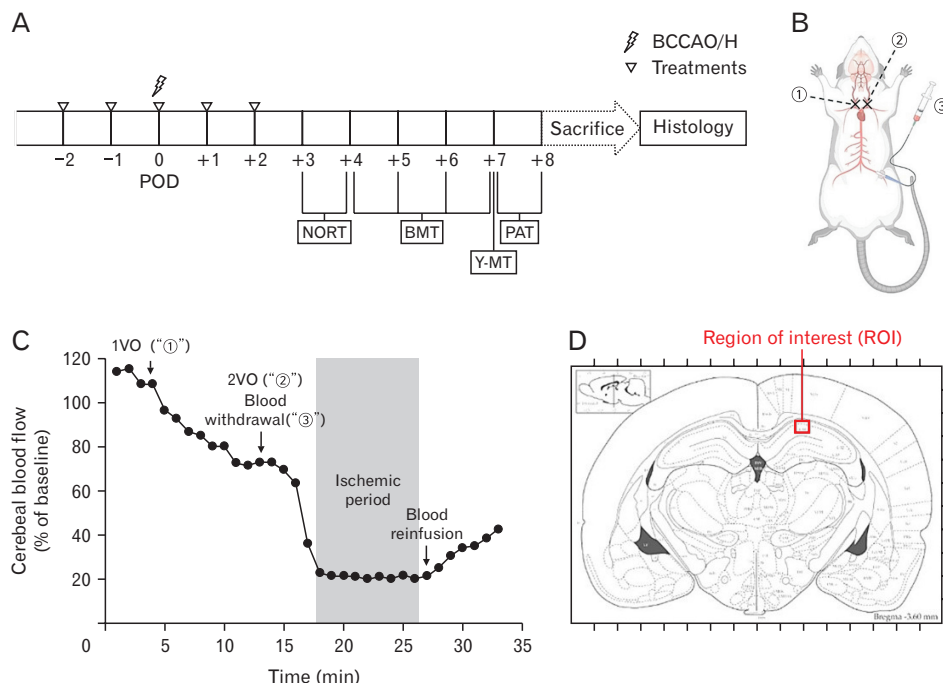 A
BCCAO/H
Treatments
Sacrifice
Histology
−2 −1 0 +1 +2 +3 +4 +5 +6 +7 +8
POD
NORT
BMT
PAT
Y-MT
B
①
②
③
C
1VO ("①")
2VO ("②")
Blood
withdrawal("③")
Ischemic
period
Blood
reinfusion
Cerebeal blood flow
(% of baseline)
120
100
80
60
40
20
0 5 10 15 20 25 30 35
Time (min)
D
Region of interest (ROI)
Bregma -3.60 mm